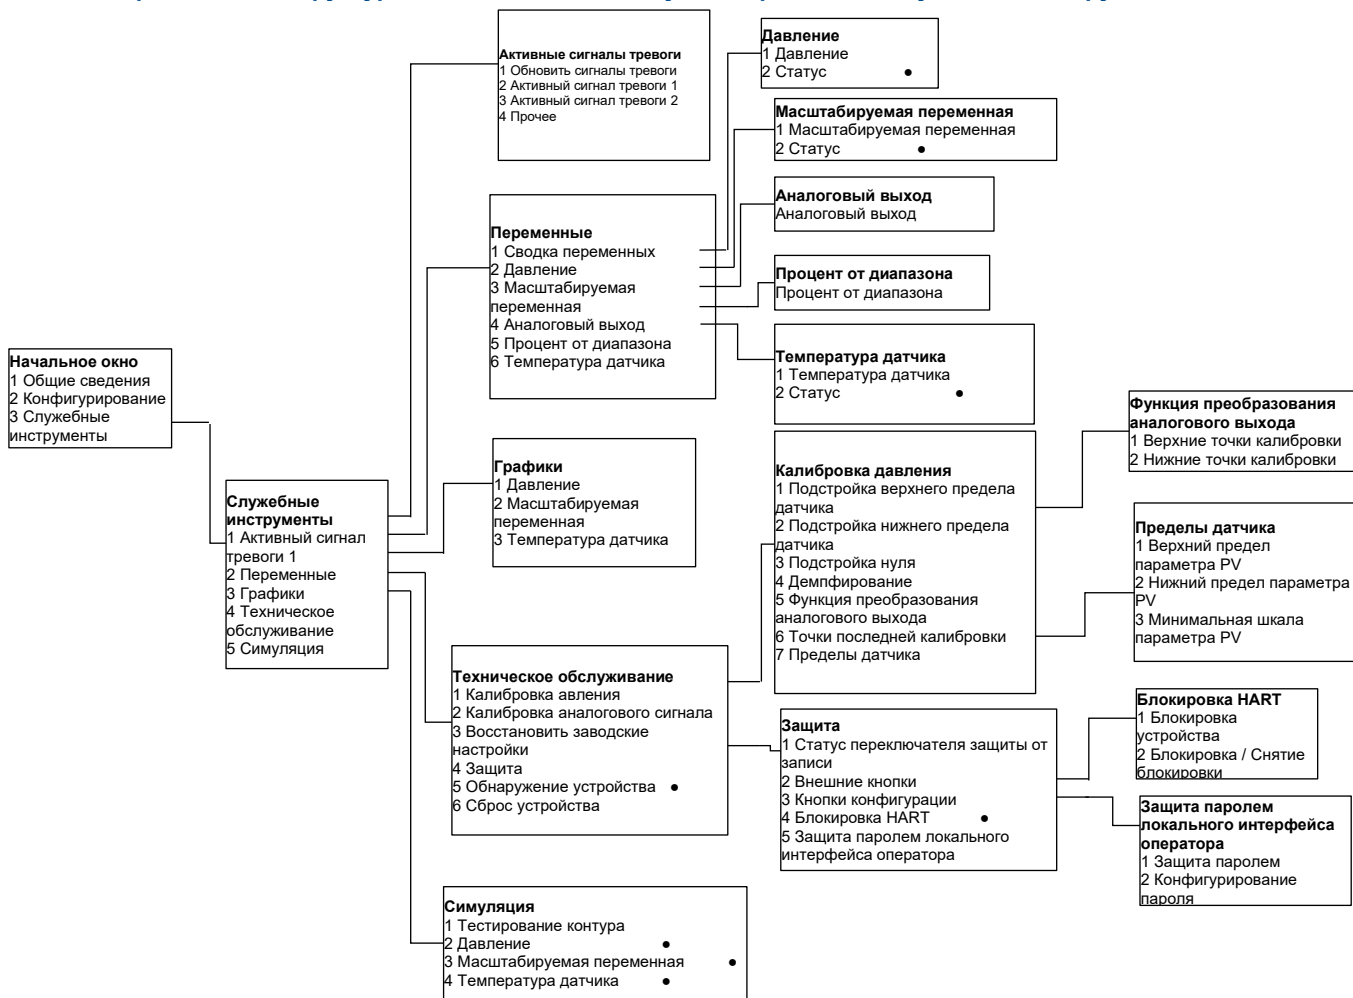 Активные сигналы тревоги
1 Обновить сигналы тревоги
2 Активный сигнал тревоги 1
3 Активный сигнал тревоги 2
4 Прочее
Давление
1 Давление
2 Статус ●
Масштабируемая переменная
1 Масштабируемая переменная
2 Статус ●
Аналоговый выход
Аналоговый выход
Переменные
1 Сводка переменных
2 Давление
3 Масштабируемая
переменная
4 Аналоговый выход
5 Процент от диапазона
6 Температура датчика
Процент от диапазона
Процент от диапазона
Температура датчика
1 Температура датчика
2 Статус ●
Начальное окно
1 Общие сведения
2 Конфигурирование
3 Служебные
инструменты
Функция преобразования
аналогового выхода
1 Верхние точки калибровки
2 Нижние точки калибровки
Графики
1 Давление
2 Масштабируемая
переменная
3 Температура датчика
Калибровка давления
1 Подстройка верхнего предела
датчика
2 Подстройка нижнего предела
датчика
3 Подстройка нуля
4 Демпфирование
5 Функция преобразования
аналогового выхода
6 Точки последней калибровки
7 Пределы датчика
Служебные
инструменты
1 Активный сигнал
тревоги 1
2 Переменные
3 Графики
4 Техническое
обслуживание
5 Симуляция
Пределы датчика
1 Верхний предел
параметра PV
2 Нижний предел параметра
PV
3 Минимальная шкала
параметра PV
Техническое обслуживание
1 Калибровка авления
2 Калибровка аналогового сигнала
3 Восстановить заводские
настройки
4 Защита
5 Обнаружение устройства ●
6 Сброс устройства
Защита
1 Статус переключателя защиты от
записи
2 Внешние кнопки
3 Кнопки конфигурации
4 Блокировка HART ●
5 Защита паролем локального
интерфейса оператора
Блокировка HART
1 Блокировка
устройства
2 Блокировка / Снятие
блокировки
Защита паролем
локального интерфейса
оператора
1 Защита паролем
2 Конфигурирование
пароля
Симуляция
1 Тестирование контура
2 Давление ●
3 Масштабируемая переменная ●
4 Температура датчика ●